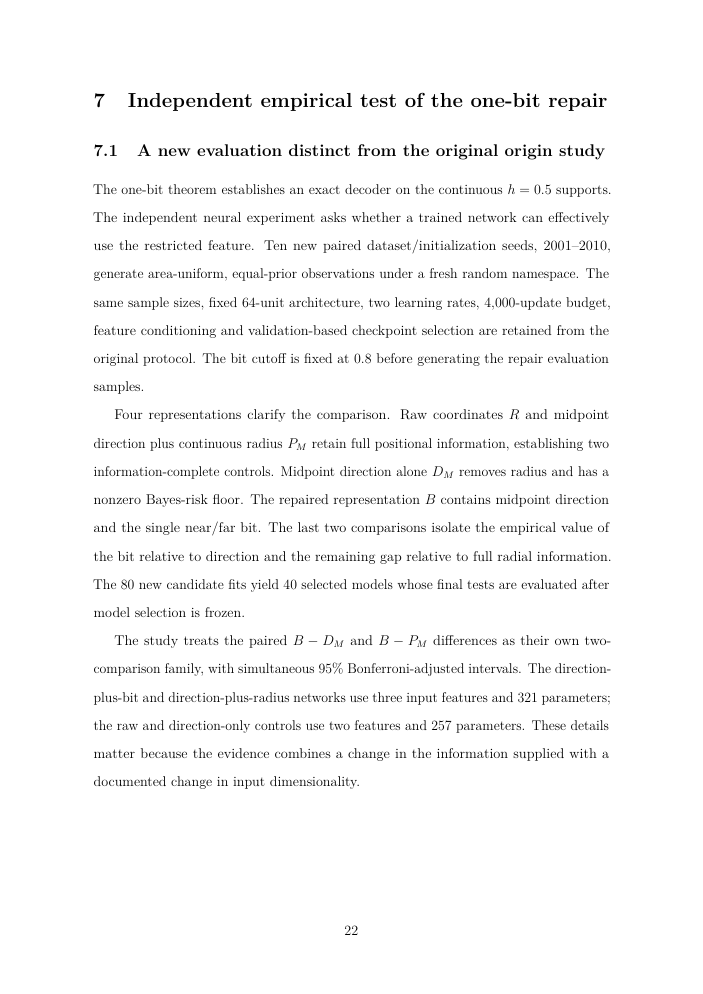 7 Independent empirical test of the one-bit repair
7.1 A new evaluation distinct from the original origin study
The one-bit theorem establishes an exact decoder on the continuous h = 0.5 supports.
The independent neural experiment asks whether a trained network can effectively
use the restricted feature. Ten new paired dataset/initialization seeds, 2001–2010,
generate area-uniform, equal-prior observations under a fresh random namespace. The
same sample sizes, fixed 64-unit architecture, two learning rates, 4,000-update budget,
feature conditioning and validation-based checkpoint selection are retained from the
original protocol. The bit cutoff is fixed at 0.8 before generating the repair evaluation
samples.
Four representations clarify the comparison. Raw coordinates R and midpoint
direction plus continuous radius P_M retain full positional information, establishing two
information-complete controls. Midpoint direction alone D_M removes radius and has a
nonzero Bayes-risk floor. The repaired representation B contains midpoint direction
and the single near/far bit. The last two comparisons isolate the empirical value of
the bit relative to direction and the remaining gap relative to full radial information.
The 80 new candidate fits yield 40 selected models whose final tests are evaluated after
model selection is frozen.
The study treats the paired B − D_M and B − P_M differences as their own two-
comparison family, with simultaneous 95% Bonferroni-adjusted intervals. The direction-
plus-bit and direction-plus-radius networks use three input features and 321 parameters;
the raw and direction-only controls use two features and 257 parameters. These details
matter because the evidence combines a change in the information supplied with a
documented change in input dimensionality.
22